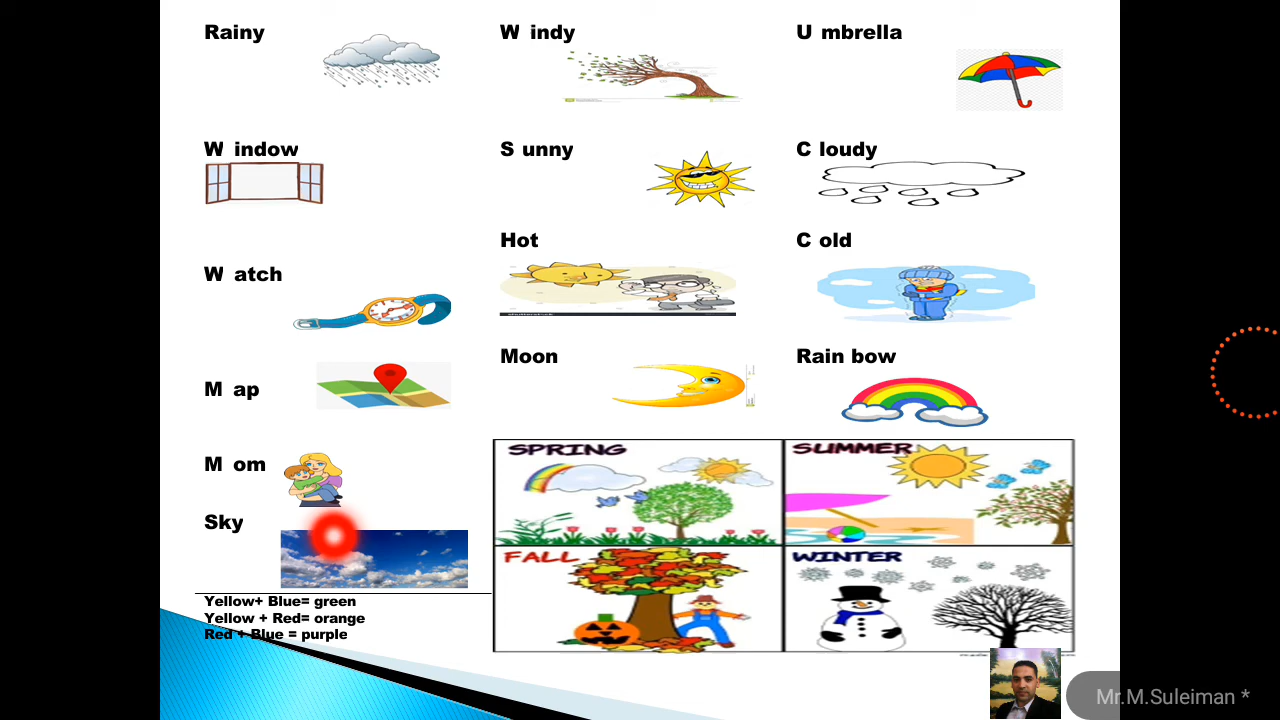 Rainy
W indy
U mbrella
W indow
S unny
C loudy
W atch
Hot
C old
M ap
Moon
Rain bow
M om
Sky
SPRING
SUMMER
FALL
WINTER
Yellow+ Blue= green
Yellow + Red= orange
Red + Blue = purple
Mr.M.Suleiman *